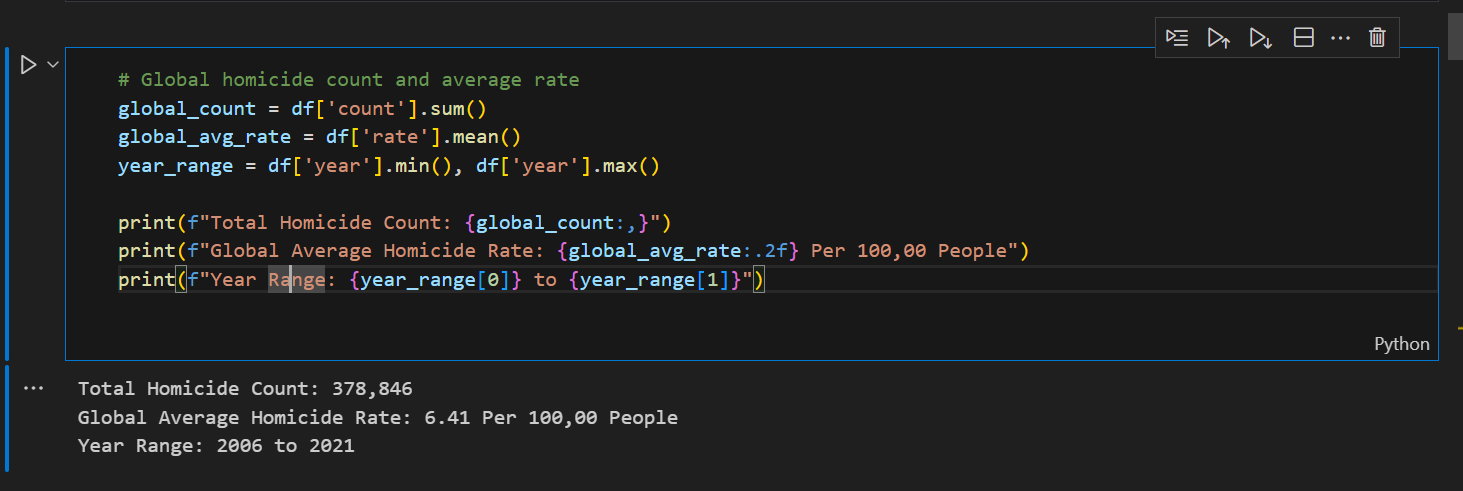 # Global homicide count and average rate
global_count = df['count'].sum()
global_avg_rate = df['rate'].mean()
year_range = df['year'].min(), df['year'].max()
print(f"Total Homicide Count: {global_count:,}")
print(f"Global Average Homicide Rate: {global_avg_rate:.2f} Per 100,00 People")
print(f"Year Range: {year_range[0]} to {year_range[1]}")
Python
Total Homicide Count: 378,846
Global Average Homicide Rate: 6.41 Per 100,00 People
Year Range: 2006 to 2021